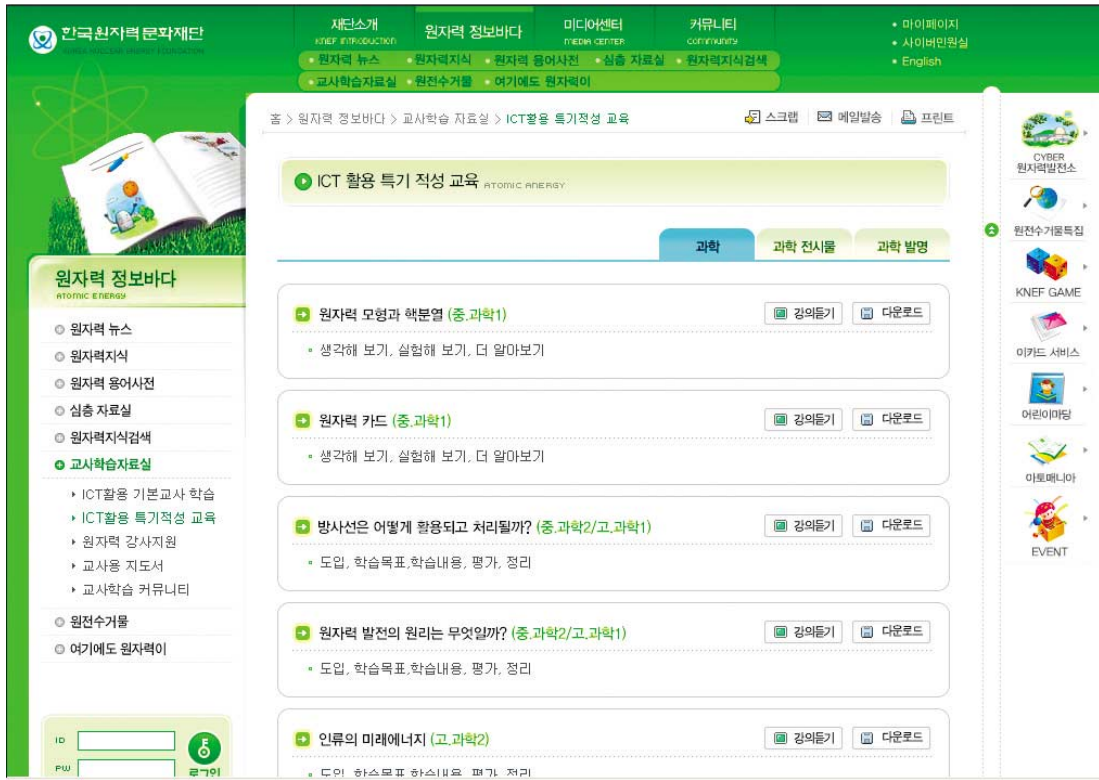 한국원자력문화재단
KOREA NUCLEAR ENERGY FOUNDATION
재단소개
KNEF INTRODUCTION
원자력 정보바다
미디어센터
MEDIA CENTER
커뮤니티
COMMUNITY
• 마이페이지
• 사이버민원실
• English
• 원자력 뉴스 • 원자력지식 • 원자력 용어사전 • 심층 자료실 • 원자력지식검색
• 교사학습자료실 • 원전수거물 • 여기에도 원자력이
홈 > 원자력 정보바다 > 교사학습 자료실 > ICT활용 특기적성 교육
스크랩
메일발송
프린트
ICT 활용 특기 적성 교육 ATOMIC ANERGY
과학
과학 전시물
과학 발명
원자력 모형과 핵분열 (중.과학1)
강의듣기
다운로드
생각해 보기, 실험해 보기, 더 알아보기
원자력 카드 (중.과학1)
강의듣기
다운로드
생각해 보기, 실험해 보기, 더 알아보기
방사선은 어떻게 활용되고 처리될까? (중.과학2/고.과학1)
강의듣기
다운로드
도입, 학습목표,학습내용, 평가, 정리
원자력 발전의 원리는 무엇일까? (중.과학2/고.과학1)
강의듣기
다운로드
도입, 학습목표,학습내용, 평가, 정리
인류의 미래에너지 (고.과학2)
강의듣기
다운로드
도입, 학습목표,학습내용, 평가, 정리
원자력 정보바다
ATOMIC ENERGY
원자력 뉴스
원자력지식
원자력 용어사전
심층 자료실
원자력지식검색
교사학습자료실
ICT활용 기본교사 학습
ICT활용 특기적성 교육
원자력 강사지원
교사용 지도서
교사학습 커뮤니티
원전수거물
여기에도 원자력이
ID
PW
로그인
CYBER
원자력발전소
원전수거물특집
KNEF GAME
이카드 서비스
어린이마당
아토매니아
EVENT